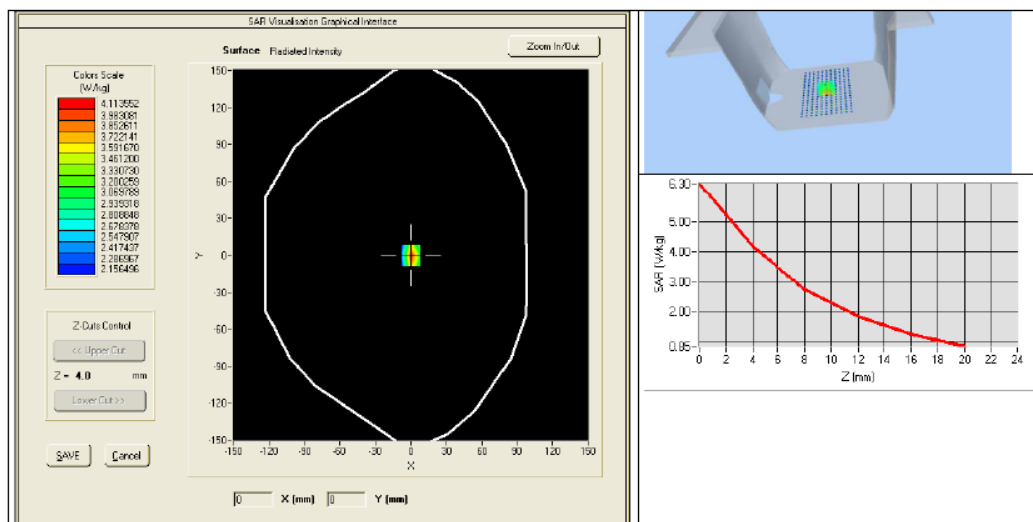 SAR Visualisation Graphical Interface
Surface Radiated Intensity
Zoom In/Out
Colors Scale
(W/kg)
4.113552
3.983081
3.852611
3.722141
3.591670
3.461200
3.330730
3.200259
3.069789
2.939318
2.808848
2.678378
2.547907
2.417437
2.286967
2.156496
Z-Cuts Control
<< Upper Cut
Z = 4.0 mm
Lower Cut >>
SAVE
Cancel
150
120
90
60
30
0
-30
-60
-90
-120
-150
Y
-150 -120 -90 -60 -30 0 30 60 90 120 150
X
0 X (mm) 0 Y (mm)
6.30
5.00
4.00
3.00
2.00
0.85
SAR (W/kg)
0 2 4 6 8 10 12 14 16 18 20 22 24
Z (mm)